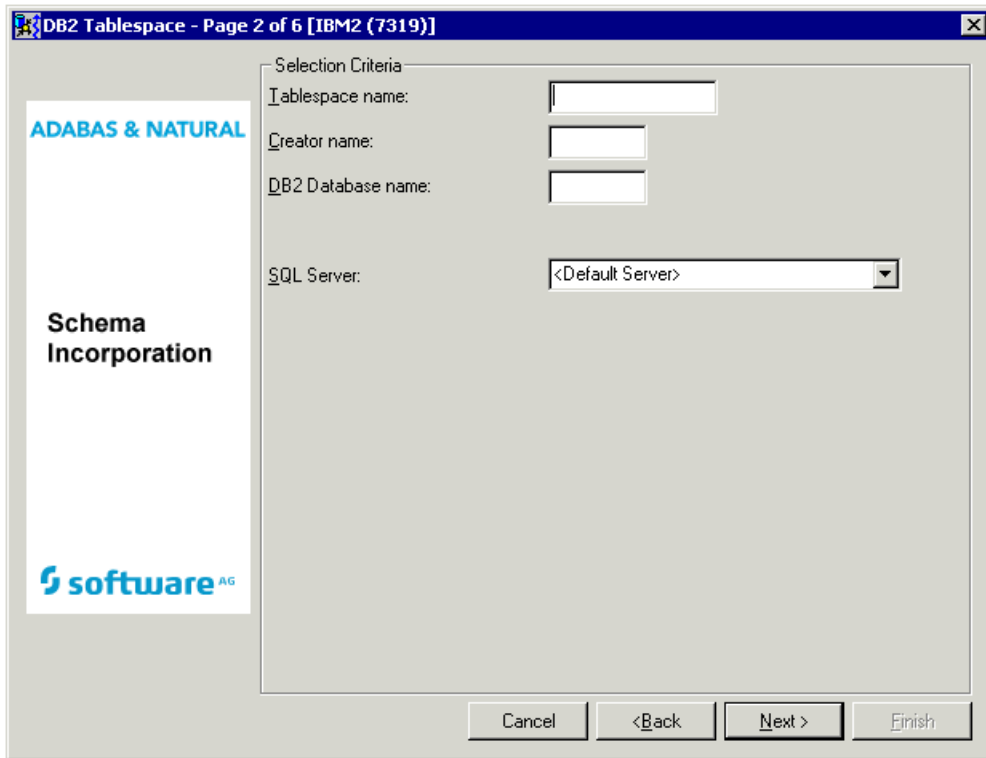 DB2 Tablespace - Page 2 of 6 [IBM2 (7319)]
Selection Criteria
Tablespace name:
ADABAS & NATURAL
Creator name:
DB2 Database name:
SQL Server:
<Default Server>
Schema
Incorporation
software AG
Cancel
<Back
Next >
Finish